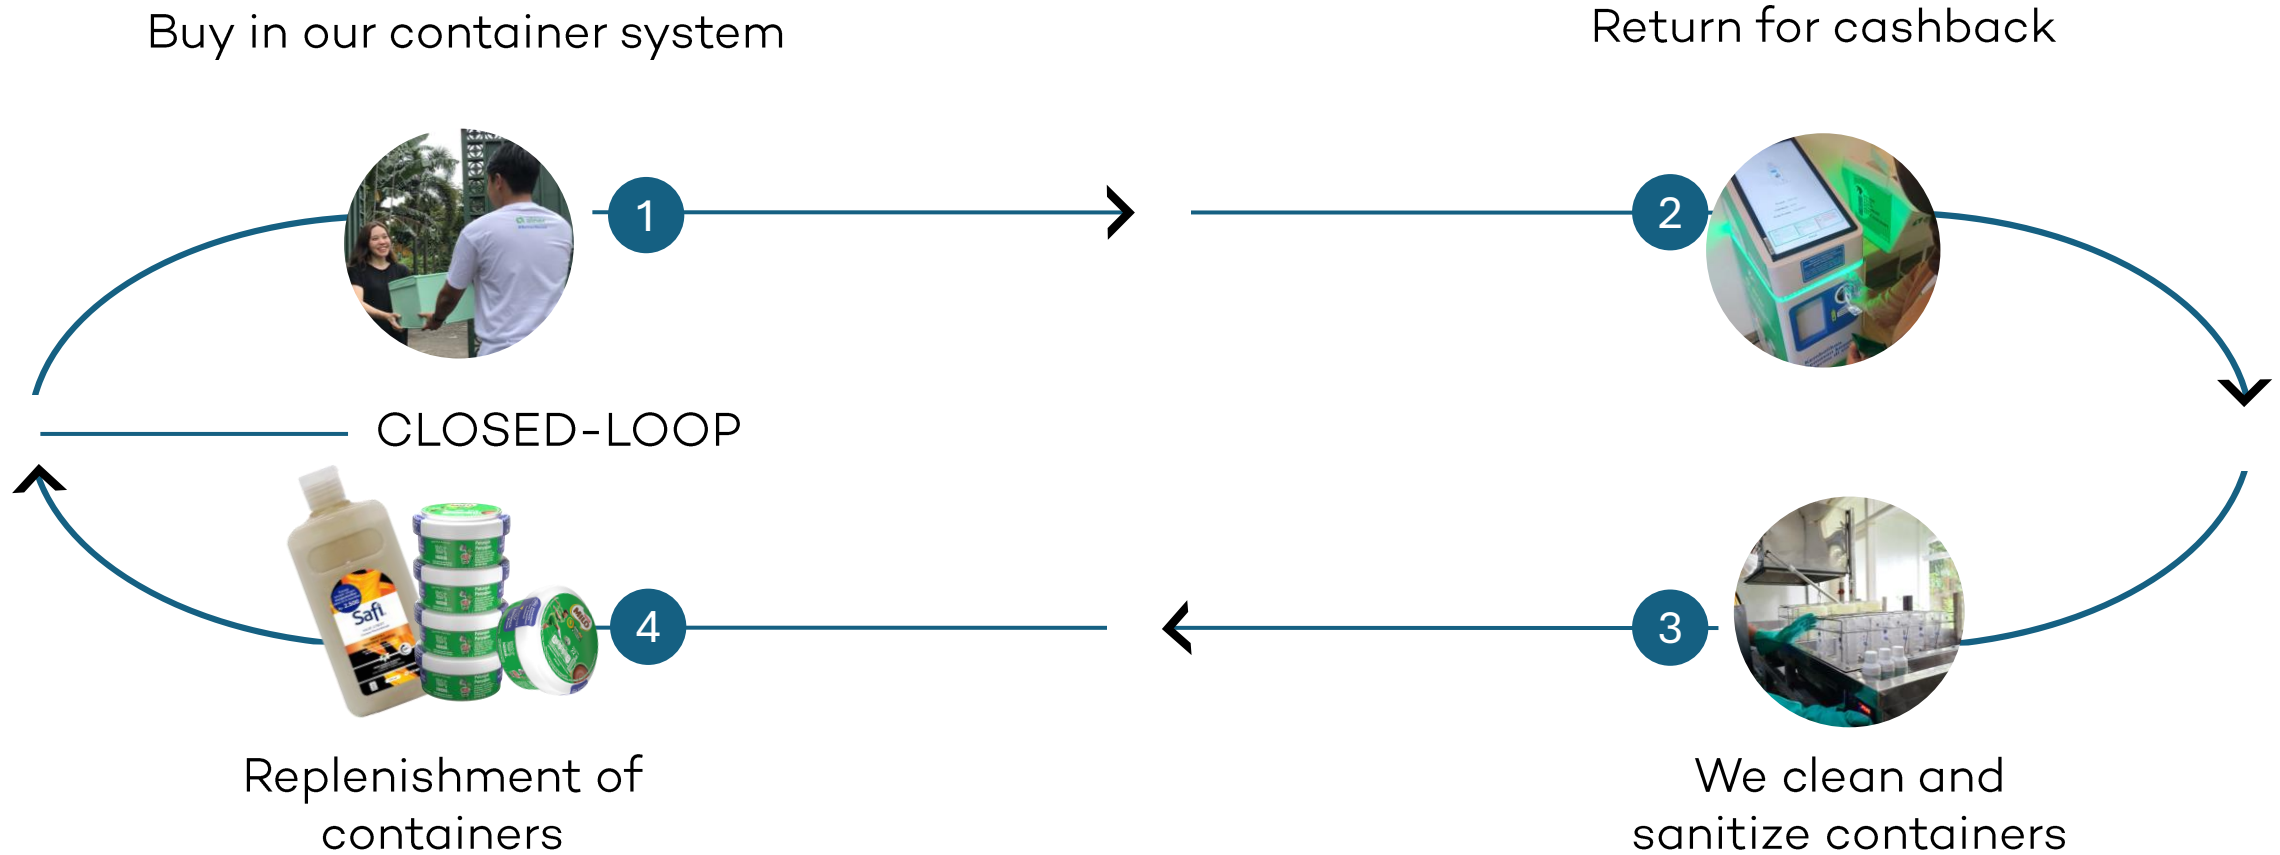 Buy in our container system
Return for cashback
1
2
CLOSED-LOOP
Safi
MILO
4
3
Replenishment of
containers
We clean and
sanitize containers